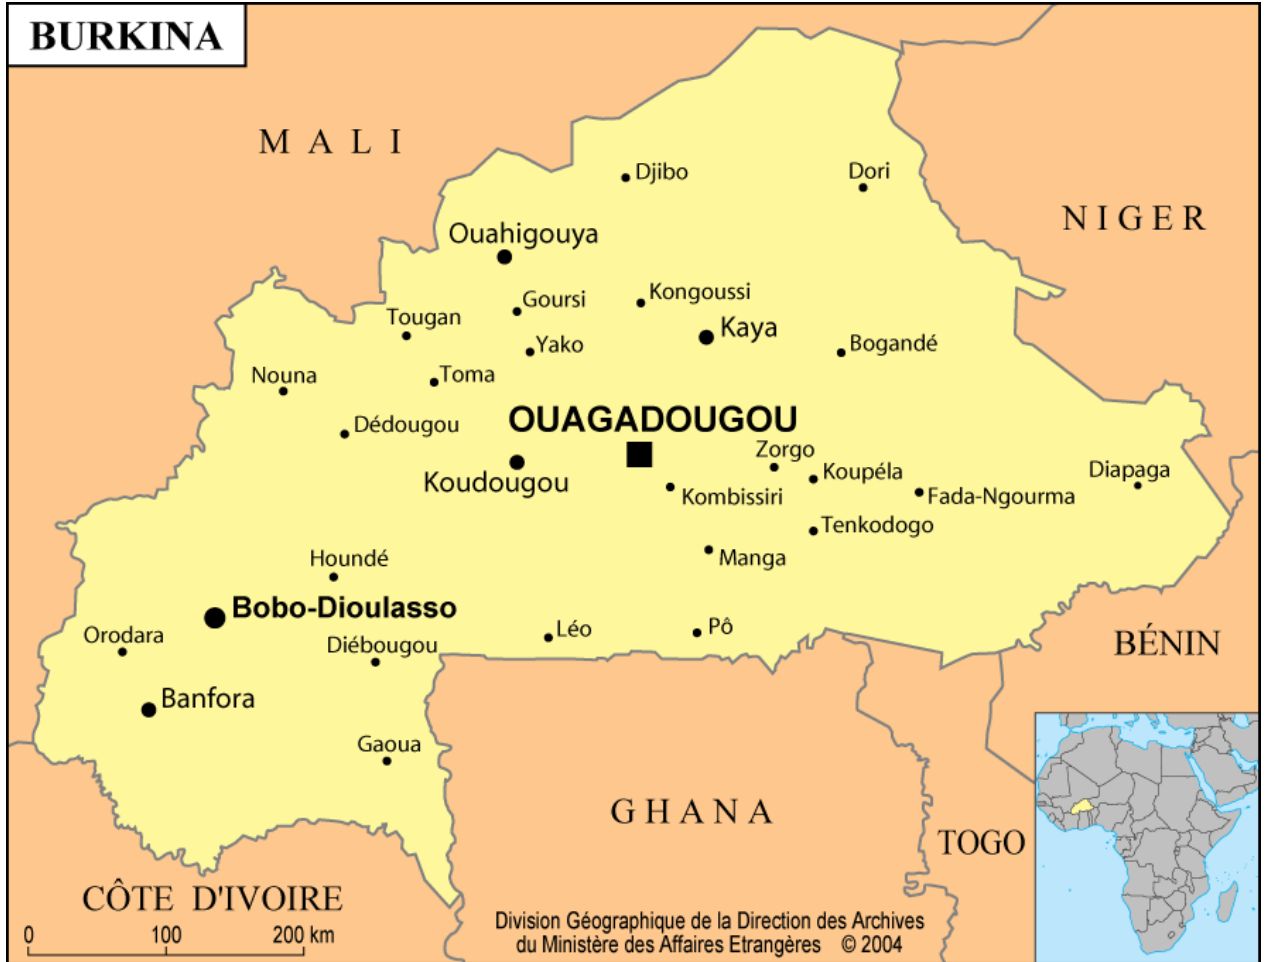 BURKINA
MALI
Djibo
Dori
NIGER
Ouahigouya
Goursi
Kongoussi
Tougan
Kaya
Yako
Bogandé
Nouna
Toma
OUAGADOUGOU
Dédougou
Zorgo
Koupéla
Diapaga
Koudougou
Kombissiri
Fada-Ngourma
Tenkodogo
Houndé
Manga
Bobo-Dioulasso
Orodara
Diébougou
Léo
Pô
BÉNIN
Banfora
Gaoua
GHANA
TOGO
CÔTE D'IVOIRE
Division Géographique de la Direction des Archives
du Ministère des Affaires Etrangères © 2004
0 100 200 km